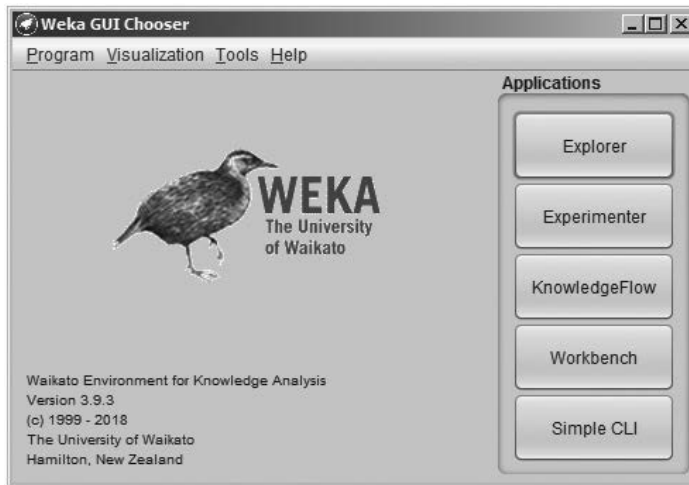 Weka GUI Chooser
Program Visualization Tools Help
Applications
Explorer
Experimenter
KnowledgeFlow
Workbench
Simple CLI
WEKA
The University
of Waikato
Waikato Environment for Knowledge Analysis
Version 3.9.3
(c) 1999 - 2018
The University of Waikato
Hamilton, New Zealand